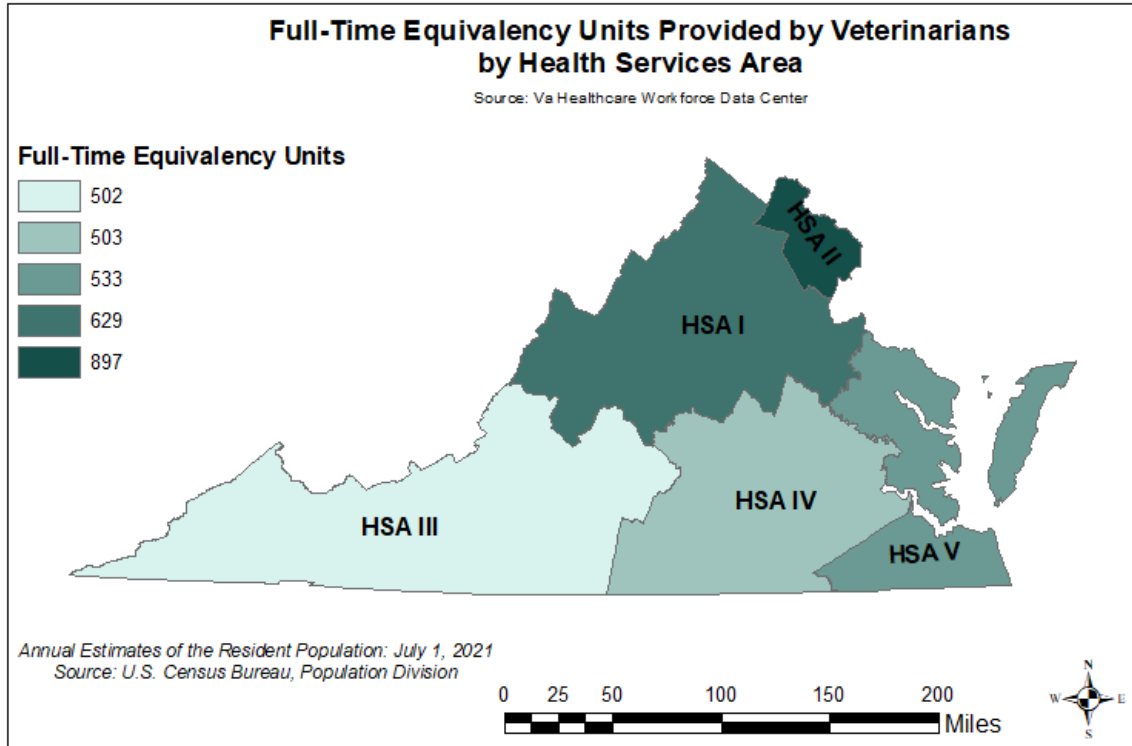 Full-Time Equivalency Units Provided by Veterinarians
by Health Services Area
Source: Va Healthcare Workforce Data Center
Full-Time Equivalency Units
502
503
533
629
897
HSA II
HSA I
HSA IV
HSA III
HSA V
Annual Estimates of the Resident Population: July 1, 2021
Source: U.S. Census Bureau, Population Division
0 25 50 100 150 200
Miles
N
W E
S